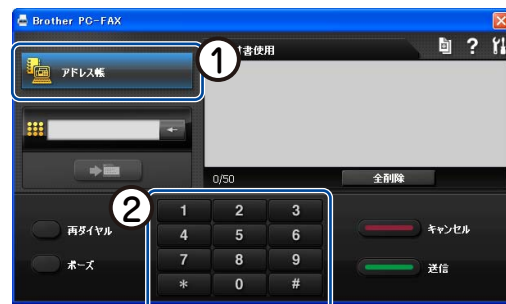 Brother PC-FAX
書使用
?
アドレス帳
1
0/50
全削除
2
再ダイヤル
ポーズ
1 2 3
4 5 6
7 8 9
* 0 #
キャンセル
送信